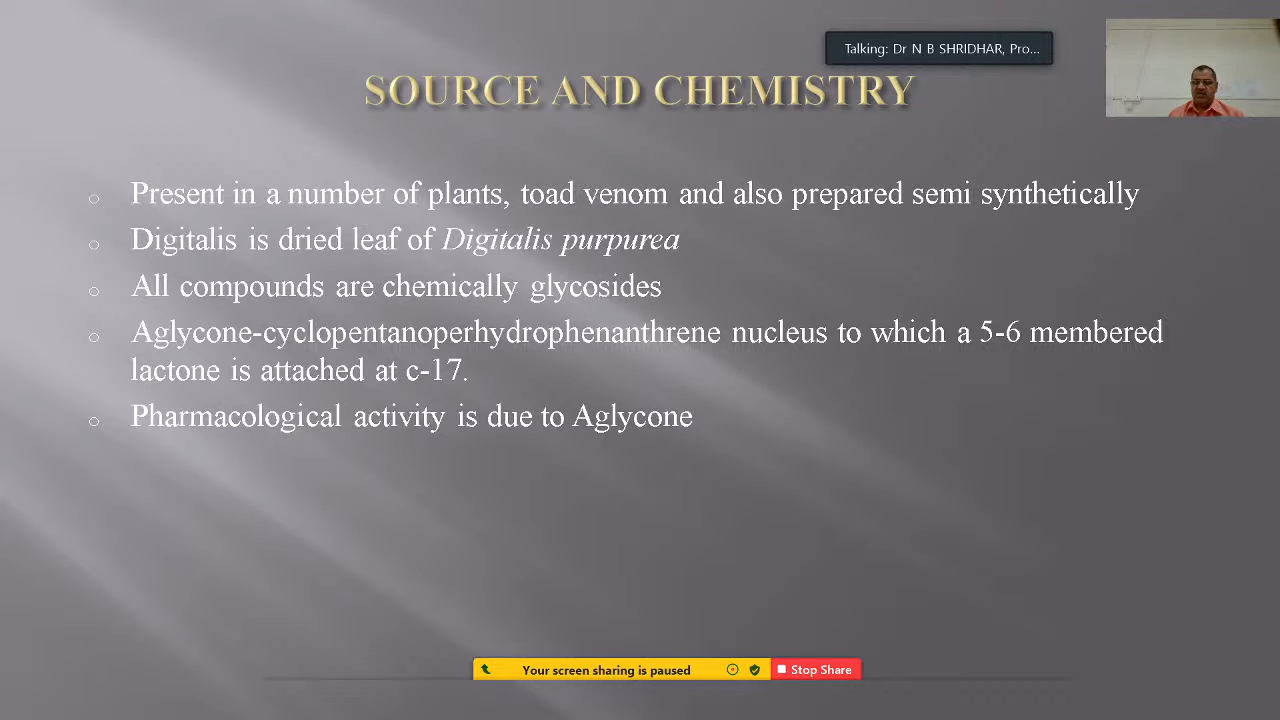 Talking: Dr N B SHRIDHAR, Pro...
SOURCE AND CHEMISTRY
o Present in a number of plants, toad venom and also prepared semi synthetically
o Digitalis is dried leaf of Digitalis purpurea
o All compounds are chemically glycosides
o Aglycone-cyclopentanoperhydrophenanthrene nucleus to which a 5-6 membered
lactone is attached at c-17.
o Pharmacological activity is due to Aglycone
Your screen sharing is paused
Stop Share